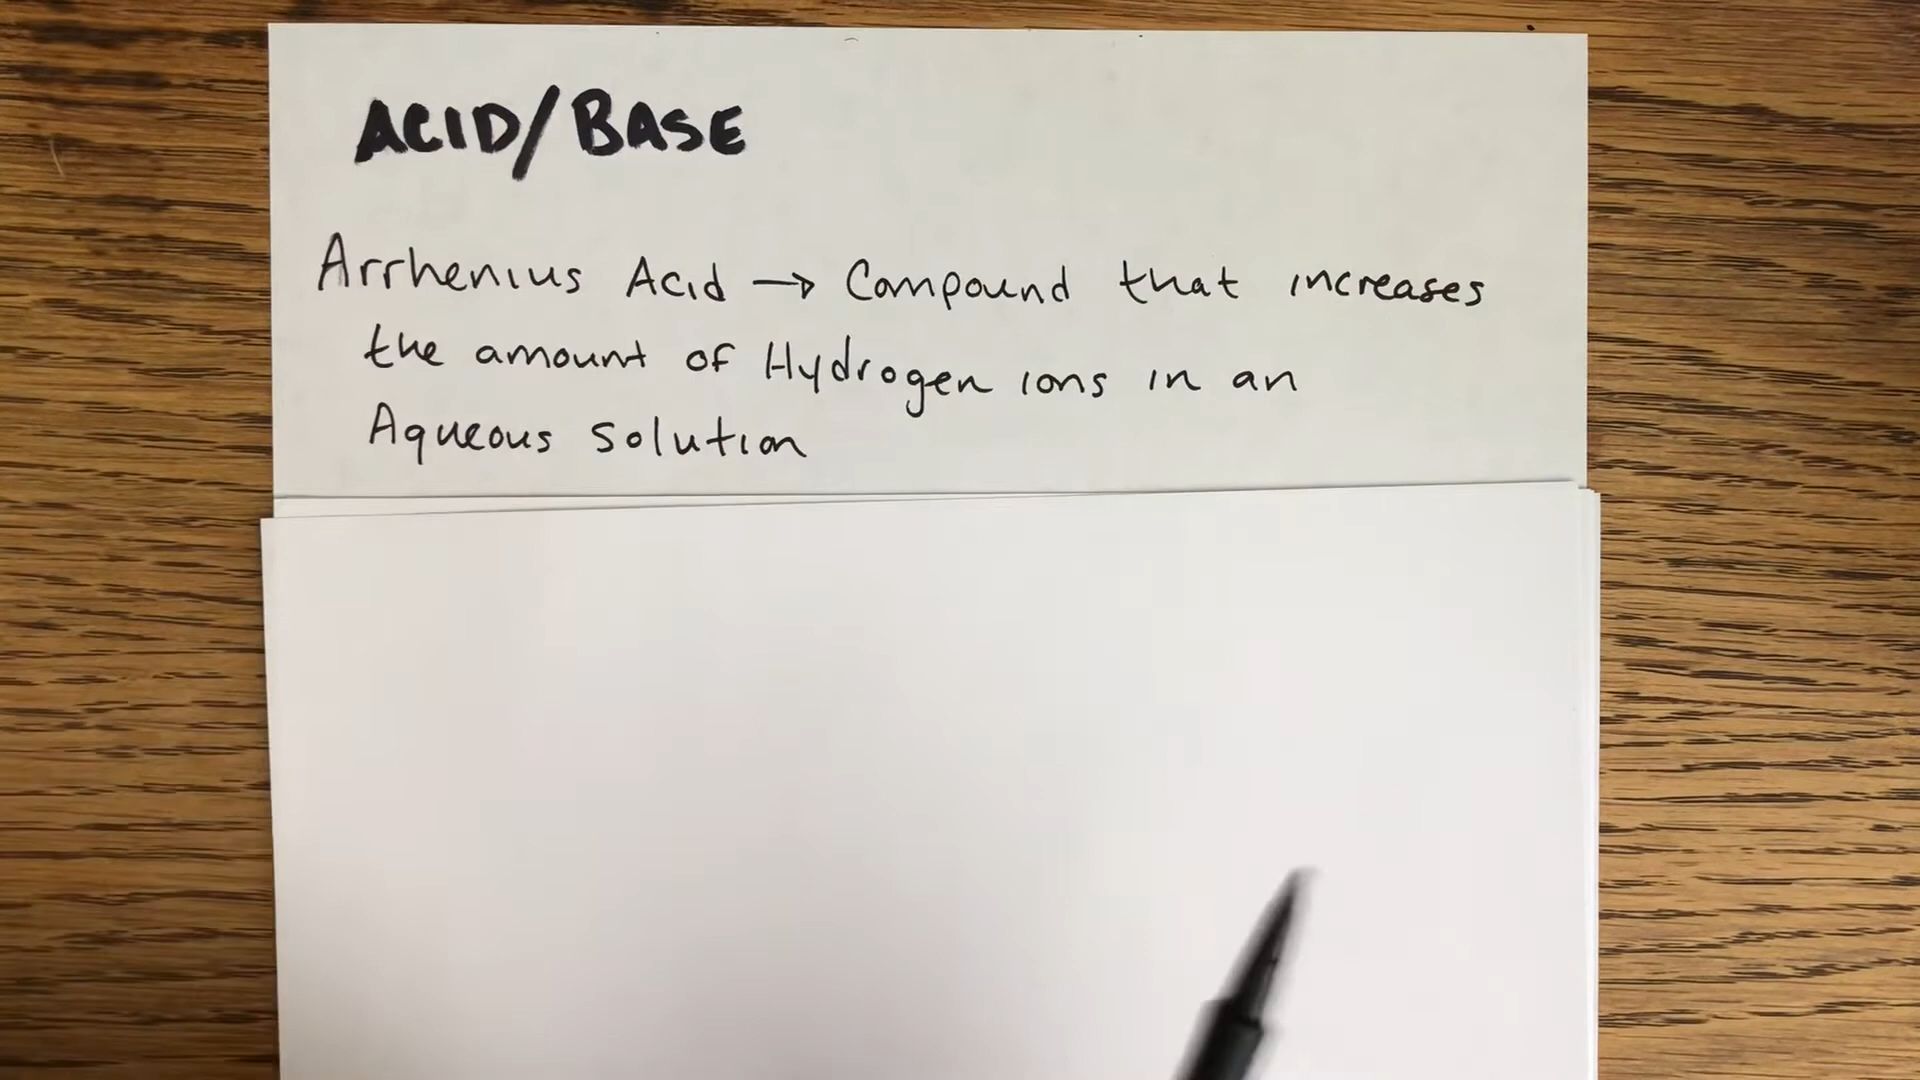 ACID/BASE
Arrhenius Acid → Compound that increases
the amount of Hydrogen ions in an
Aqueous solution